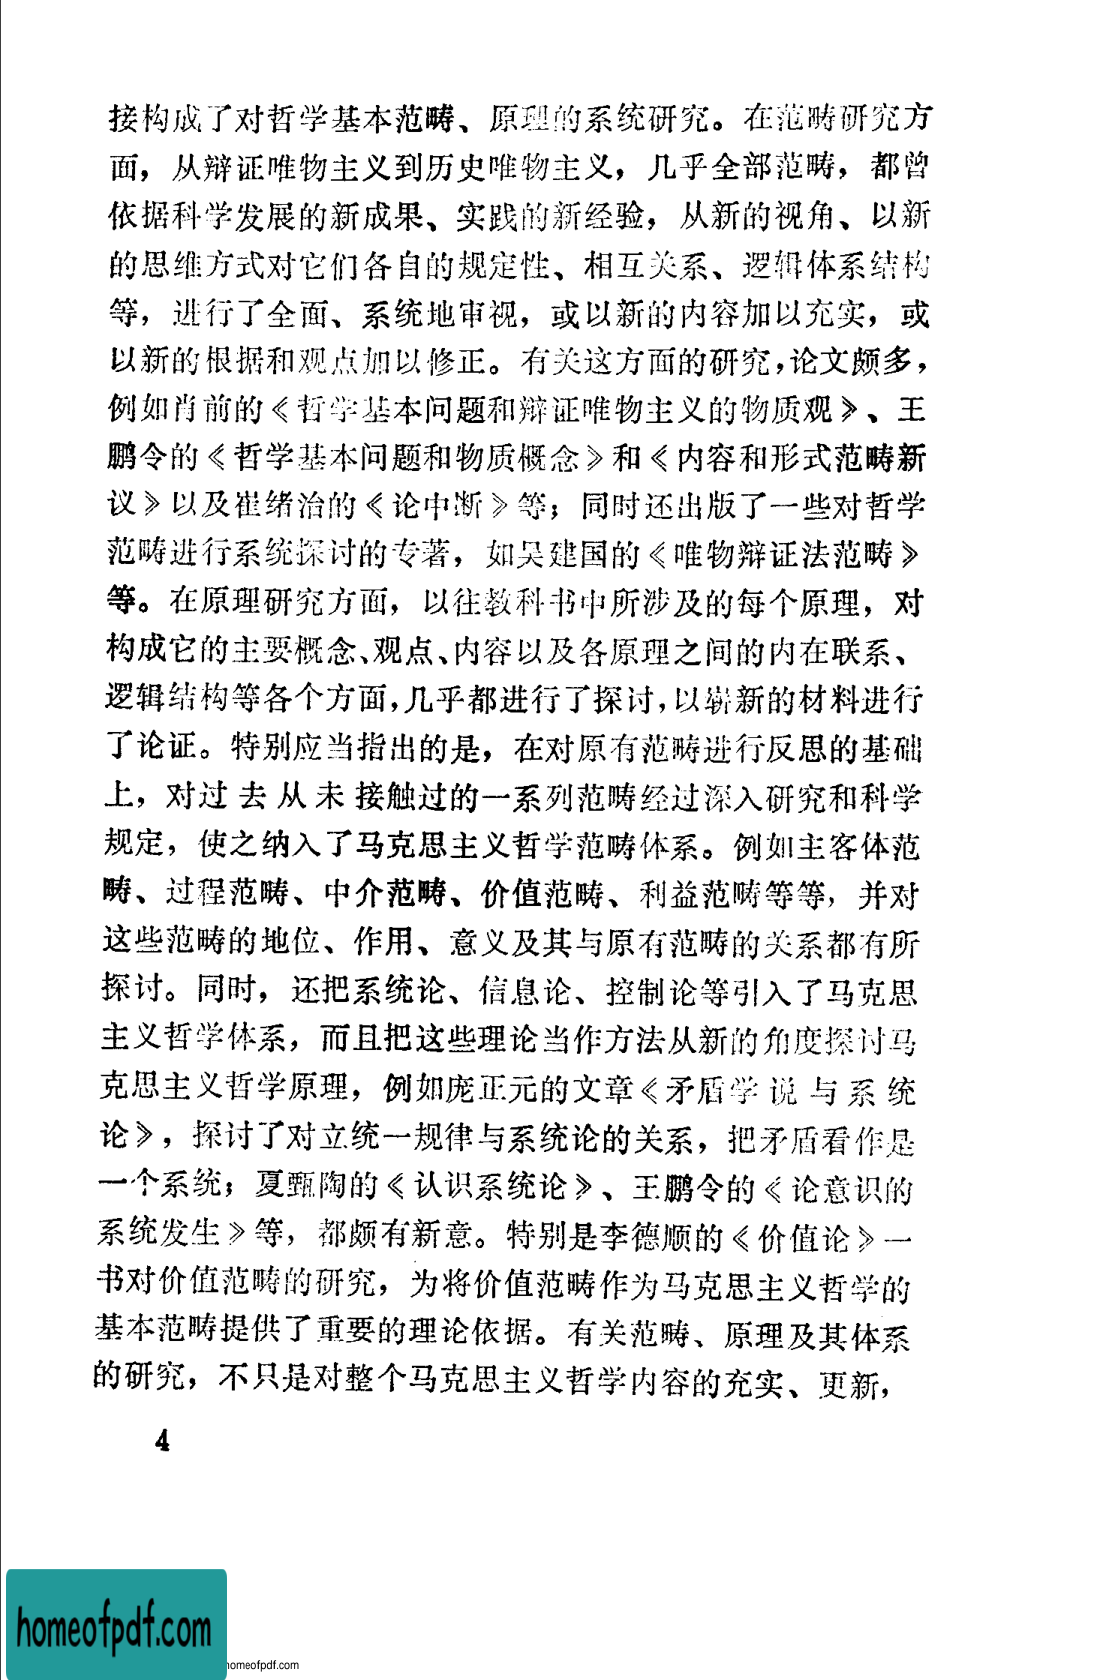 接构成了对哲学基本范畴、原理的系统研究。在范畴研究方
面，从辩证唯物主义到历史唯物主义，几乎全部范畴，都曾
依据科学发展的新成果、实践的新经验，从新的视角、以新
的思维方式对它们各自的规定性、相互关系、逻辑体系结构
等，进行了全面、系统地审视，或以新的内容加以充实，或
以新的根据和观点加以修正。有关这方面的研究，论文颇多，
例如肖前的《哲学基本问题和辩证唯物主义的物质观》、王
鹏令的《哲学基本问题和物质概念》和《内容和形式范畴新
议》以及崔绪治的《论中断》等；同时还出版了一些对哲学
范畴进行系统探讨的专著，如吴建国的《唯物辩证法范畴》
等。在原理研究方面，以往教科书中所涉及的每个原理，对
构成它的主要概念、观点、内容以及各原理之间的内在联系、
逻辑结构等各个方面，几乎都进行了探讨，以崭新的材料进行
了论证。特别应当指出的是，在对原有范畴进行反思的基础
上，对过去从未接触过的一系列范畴经过深入研究和科学
规定，使之纳入了马克思主义哲学范畴体系。例如主客体范
畴、过程范畴、中介范畴、价值范畴、利益范畴等等，并对
这些范畴的地位、作用、意义及其与原有范畴的关系都有所
探讨。同时，还把系统论、信息论、控制论等引入了马克思
主义哲学体系，而且把这些理论当作方法从新的角度探讨马
克思主义哲学原理，例如庞正元的文章《矛盾学说与系统
论》，探讨了对立统一规律与系统论的关系，把矛盾看作是
一个系统；夏甄陶的《认识系统论》、王鹏令的《论意识的
系统发生》等，都颇有新意。特别是李德顺的《价值论》一
书对价值范畴的研究，为将价值范畴作为马克思主义哲学的
基本范畴提供了重要的理论依据。有关范畴、原理及其体系
的研究，不只是对整个马克思主义哲学内容的充实、更新，
4
homeofpdf.com
homeofpdf.com